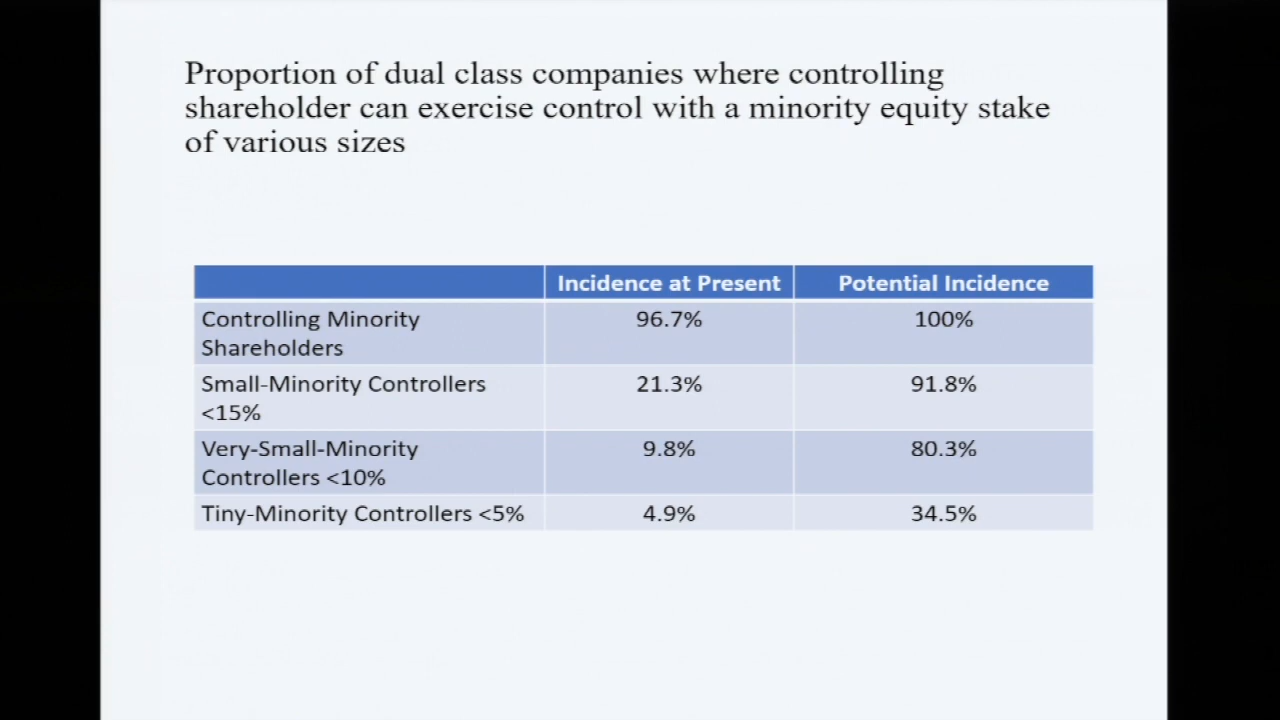 Proportion of dual class companies where controlling
shareholder can exercise control with a minority equity stake
of various sizes
Incidence at Present Potential Incidence
Controlling Minority
Shareholders 96.7% 100%
Small-Minority Controllers
<15% 21.3% 91.8%
Very-Small-Minority
Controllers <10% 9.8% 80.3%
Tiny-Minority Controllers <5% 4.9% 34.5%